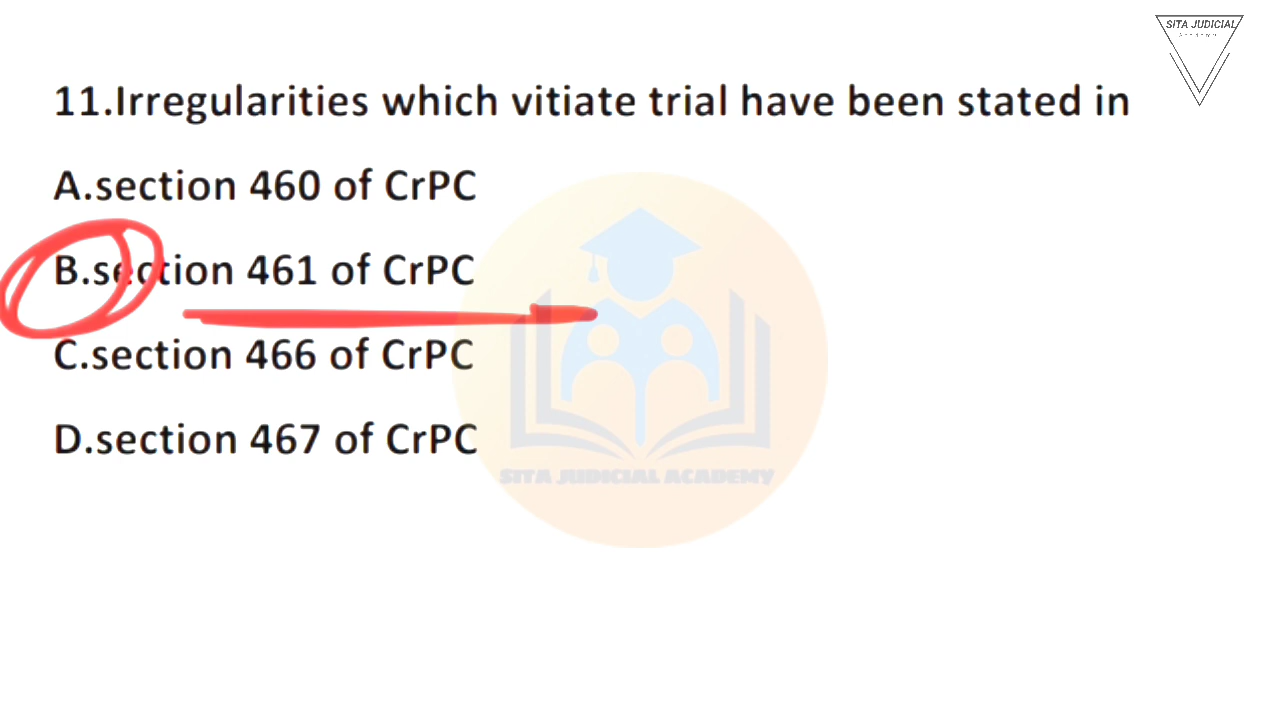 SITA JUDICIAL
Academy
11.Irregularities which vitiate trial have been stated in
A.section 460 of CrPC
B.section 461 of CrPC
C.section 466 of CrPC
D.section 467 of CrPC
SITA JUDICIAL ACADEMY